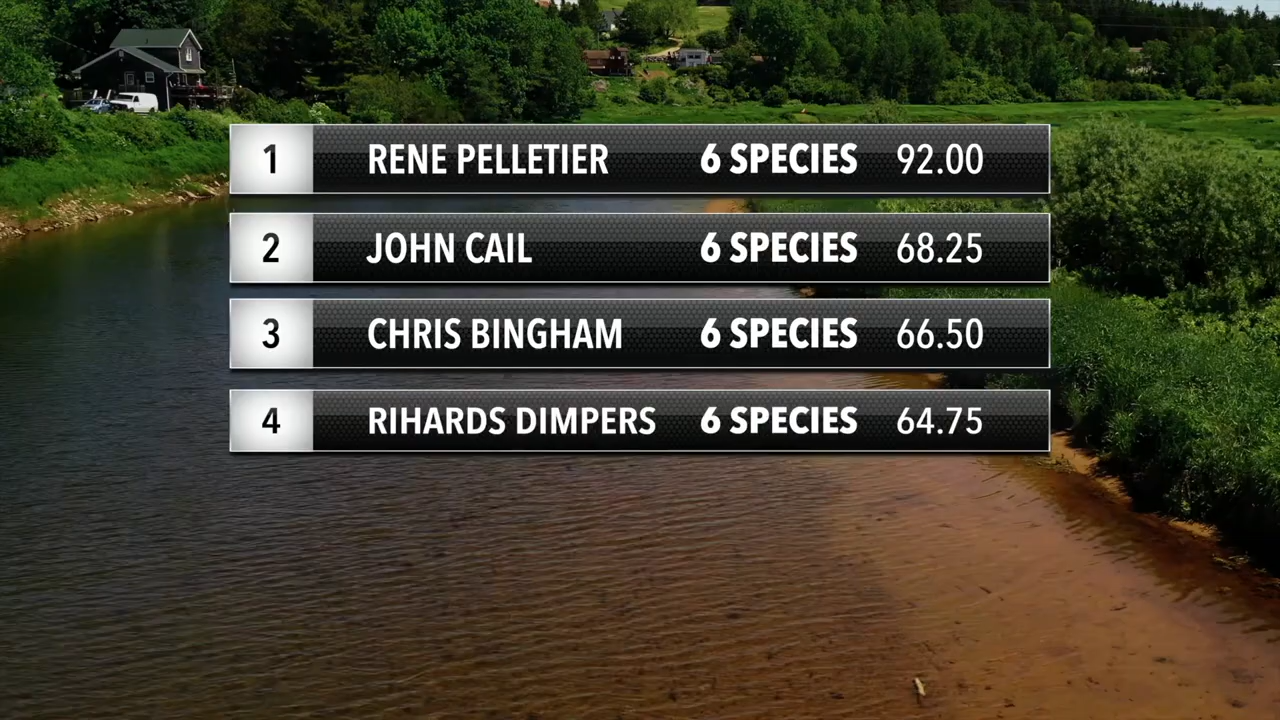 1 RENE PELLETIER 6 SPECIES 92.00
2 JOHN CAIL 6 SPECIES 68.25
3 CHRIS BINGHAM 6 SPECIES 66.50
4 RIHARDS DIMPERS 6 SPECIES 64.75